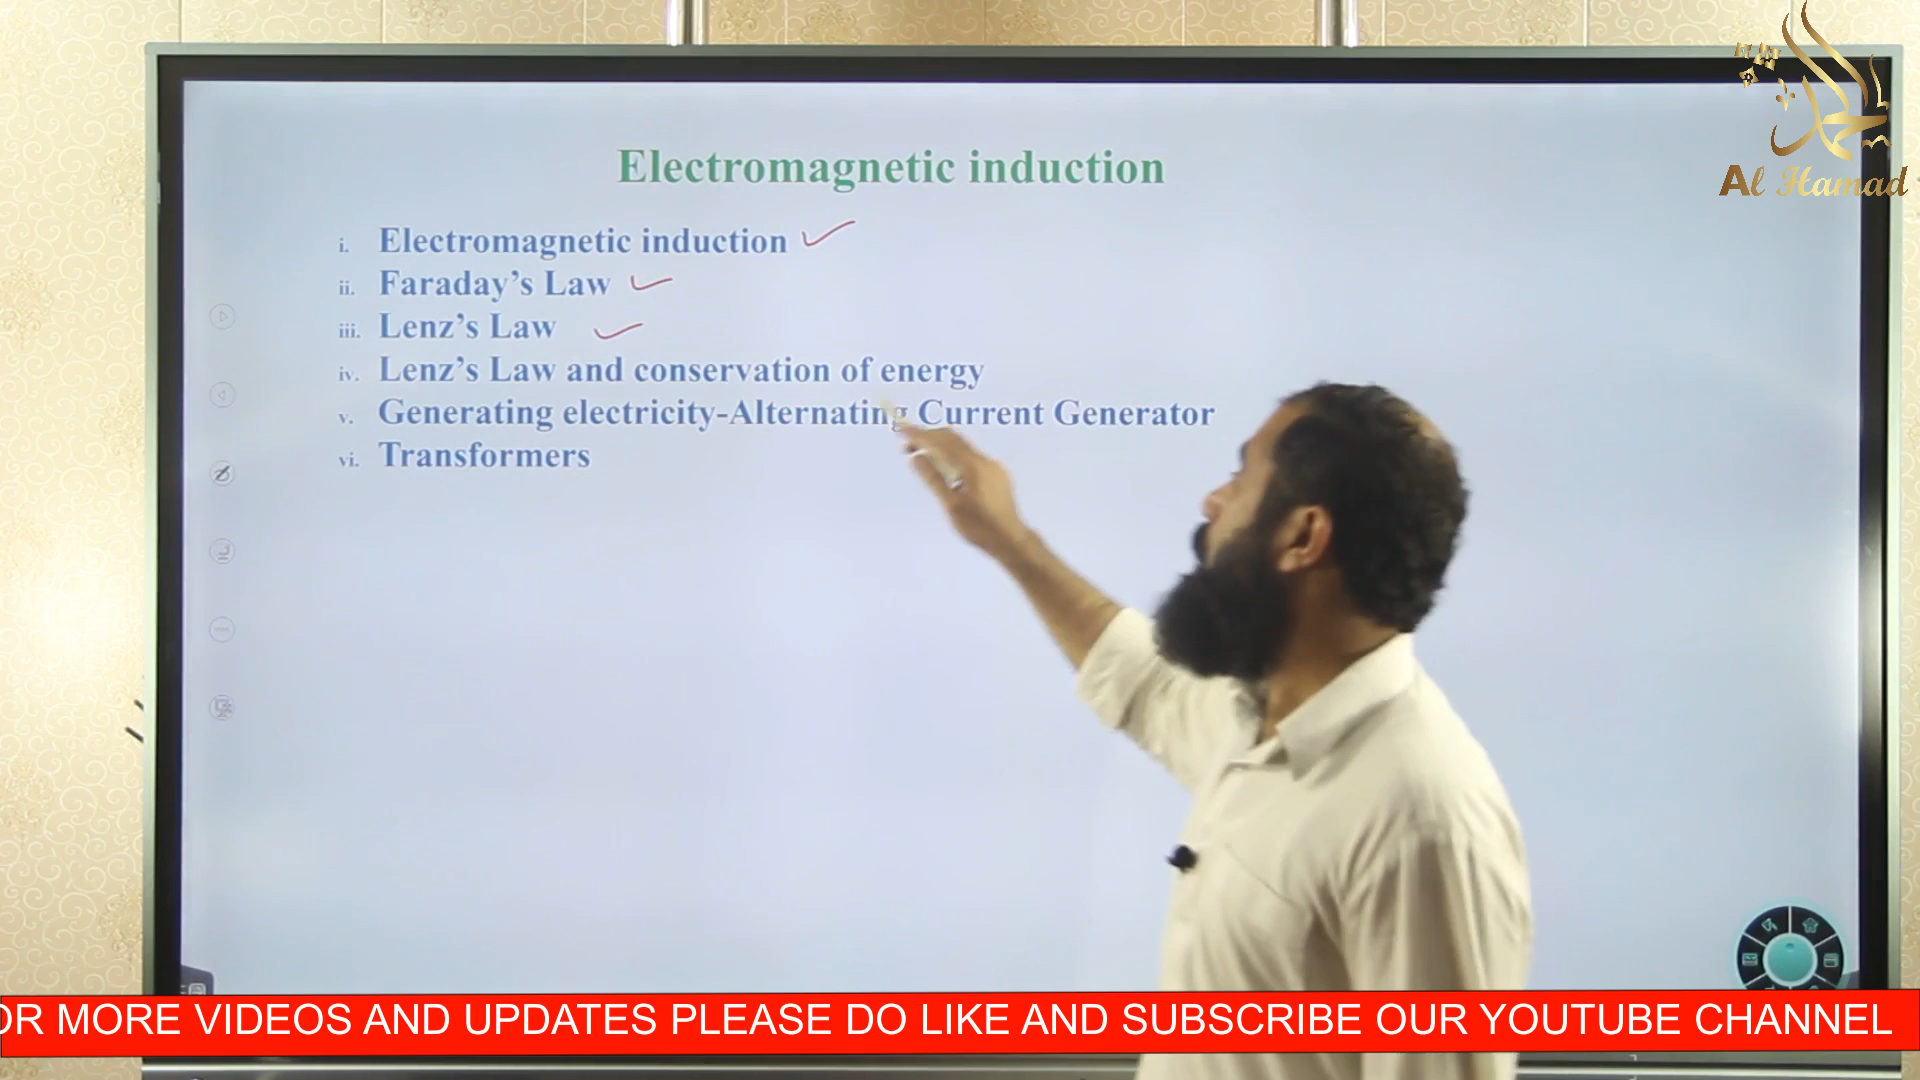 Al Hamad
Electromagnetic induction
i. Electromagnetic induction
ii. Faraday’s Law
iii. Lenz’s Law
iv. Lenz’s Law and conservation of energy
v. Generating electricity-Alternating Current Generator
vi. Transformers
OR MORE VIDEOS AND UPDATES PLEASE DO LIKE AND SUBSCRIBE OUR YOUTUBE CHANNEL